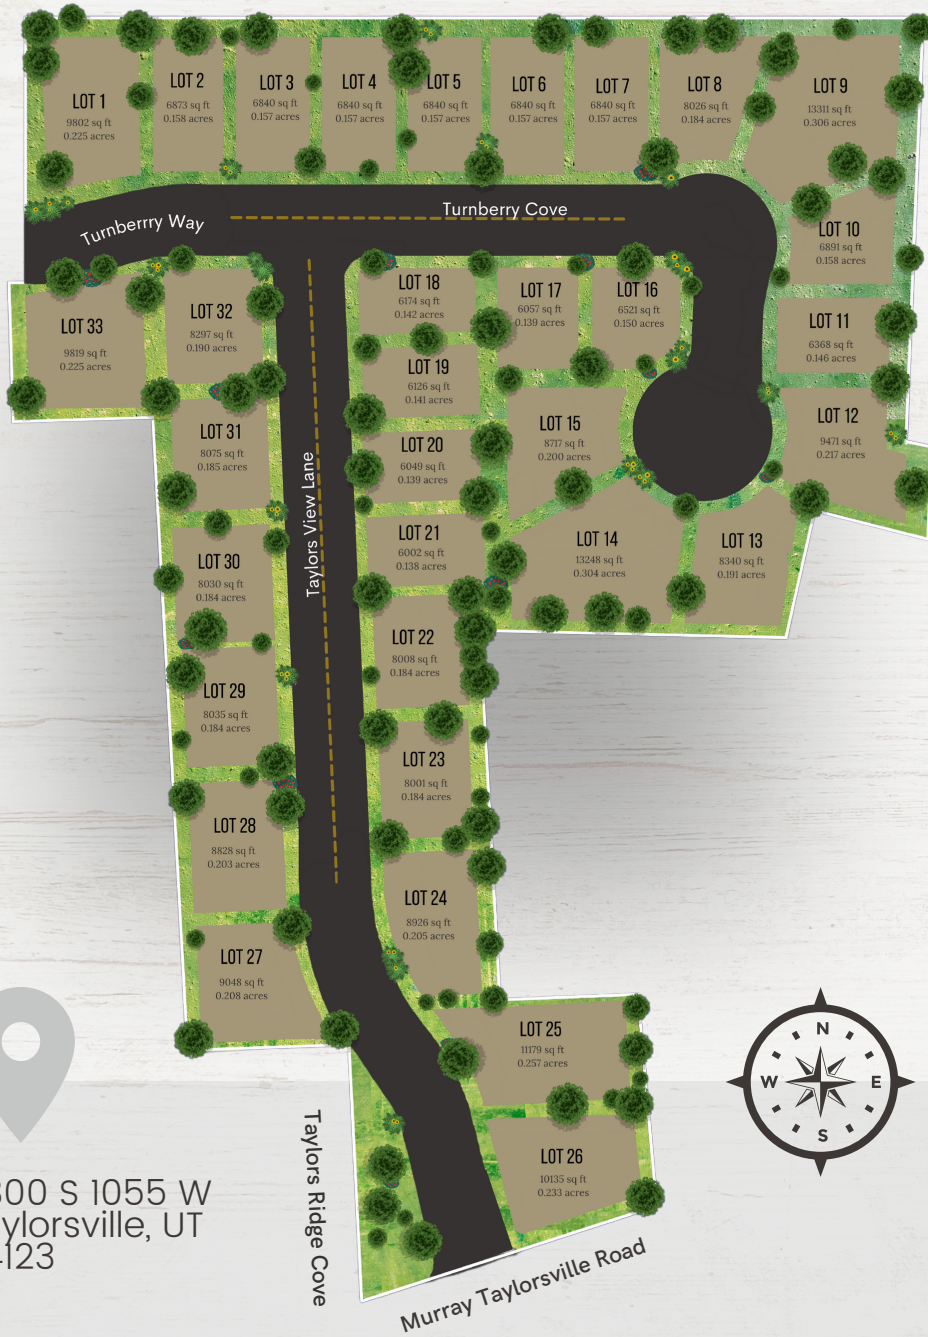 LOT 1
9802 sq ft
0.225 acres
LOT 2
6873 sq ft
0.158 acres
LOT 3
6840 sq ft
0.157 acres
LOT 4
6840 sq ft
0.157 acres
LOT 5
6840 sq ft
0.157 acres
LOT 6
6840 sq ft
0.157 acres
LOT 7
6840 sq ft
0.157 acres
LOT 8
8026 sq ft
0.184 acres
LOT 9
13311 sq ft
0.306 acres
Turnberrry Way
Turnberry Cove
LOT 10
6891 sq ft
0.158 acres
LOT 33
9819 sq ft
0.225 acres
LOT 32
8297 sq ft
0.190 acres
LOT 18
6174 sq ft
0.142 acres
LOT 17
6057 sq ft
0.139 acres
LOT 16
6521 sq ft
0.150 acres
LOT 11
6368 sq ft
0.146 acres
LOT 19
6126 sq ft
0.141 acres
LOT 31
8075 sq ft
0.185 acres
LOT 20
6049 sq ft
0.139 acres
LOT 15
8717 sq ft
0.200 acres
LOT 12
9471 sq ft
0.217 acres
Taylors View Lane
LOT 30
8030 sq ft
0.184 acres
LOT 21
6002 sq ft
0.138 acres
LOT 14
13248 sq ft
0.304 acres
LOT 13
8340 sq ft
0.191 acres
LOT 29
8035 sq ft
0.184 acres
LOT 22
8008 sq ft
0.184 acres
LOT 23
8001 sq ft
0.184 acres
LOT 28
8828 sq ft
0.203 acres
LOT 24
8926 sq ft
0.205 acres
LOT 27
9048 sq ft
0.208 acres
LOT 25
11179 sq ft
0.257 acres
LOT 26
10135 sq ft
0.233 acres
N
W E
S
Taylors Ridge Cove
Murray Taylorsville Road
00 S 1055 W
ylorsville, UT
123